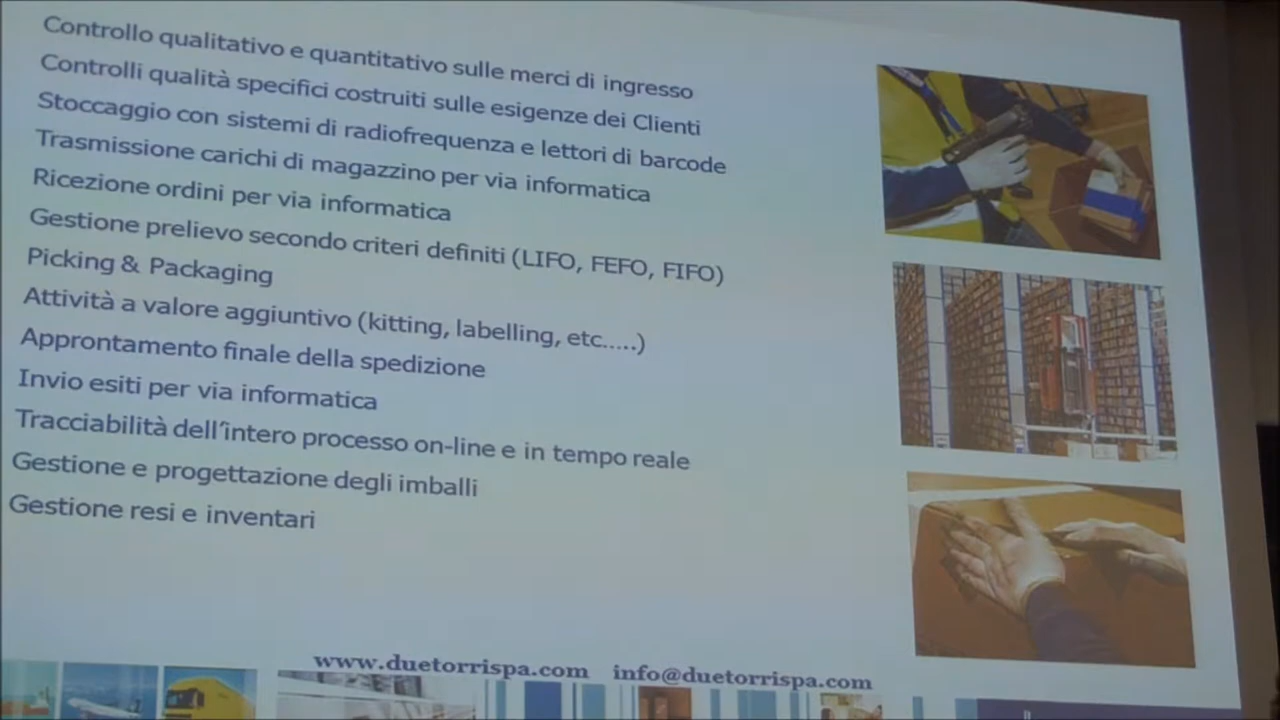 Controllo qualitativo e quantitativo sulle merci di ingresso
Controlli qualità specifici costruiti sulle esigenze dei Clienti
Stoccaggio con sistemi di radiofrequenza e lettori di barcode
Trasmissione carichi di magazzino per via informatica
Ricezione ordini per via informatica
Gestione prelievo secondo criteri definiti (LIFO, FEFO, FIFO)
Picking & Packaging
Attività a valore aggiuntivo (kitting, labelling, etc.....)
Approntamento finale della spedizione
Invio esiti per via informatica
Tracciabilità dell'intero processo on-line e in tempo reale
Gestione e progettazione degli imballi
Gestione resi e inventari
www.duetorrispa.com info@duetorrispa.com